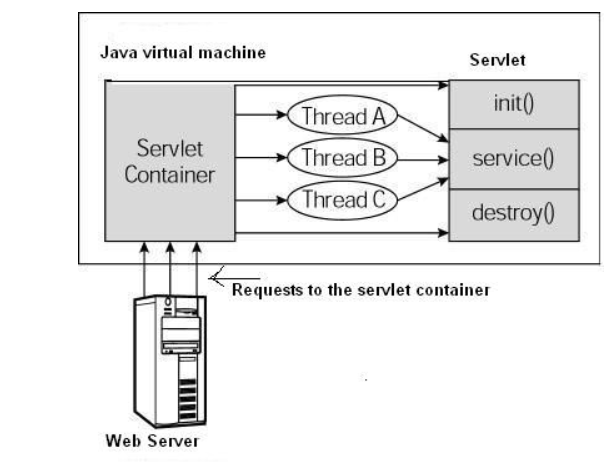 Java virtual machine
Servlet
Servlet
Container
Thread A
Thread B
Thread C
init()
service()
destroy()
Requests to the servlet container
Web Server